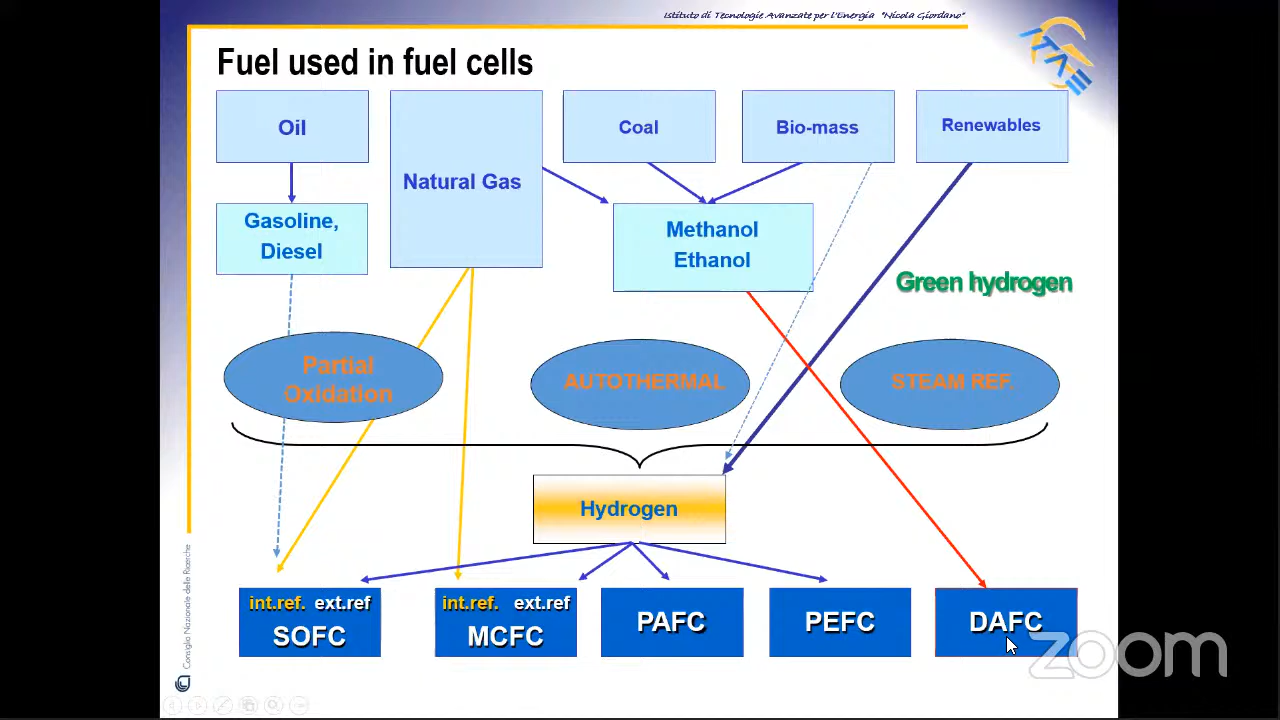 Istituto di Tecnologie Avanzate per l'Energia "Nicola Giordano"
ITAE
Fuel used in fuel cells
Oil
Natural Gas
Coal
Bio-mass
Renewables
Gasoline,
Diesel
Methanol
Ethanol
Green hydrogen
Partial
Oxidation
AUTOTHERMAL
STEAM REF.
Hydrogen
int.ref. ext.ref
SOFC
int.ref. ext.ref
MCFC
PAFC
PEFC
DAFC
zoom
Consiglio Nazionale delle Ricerche